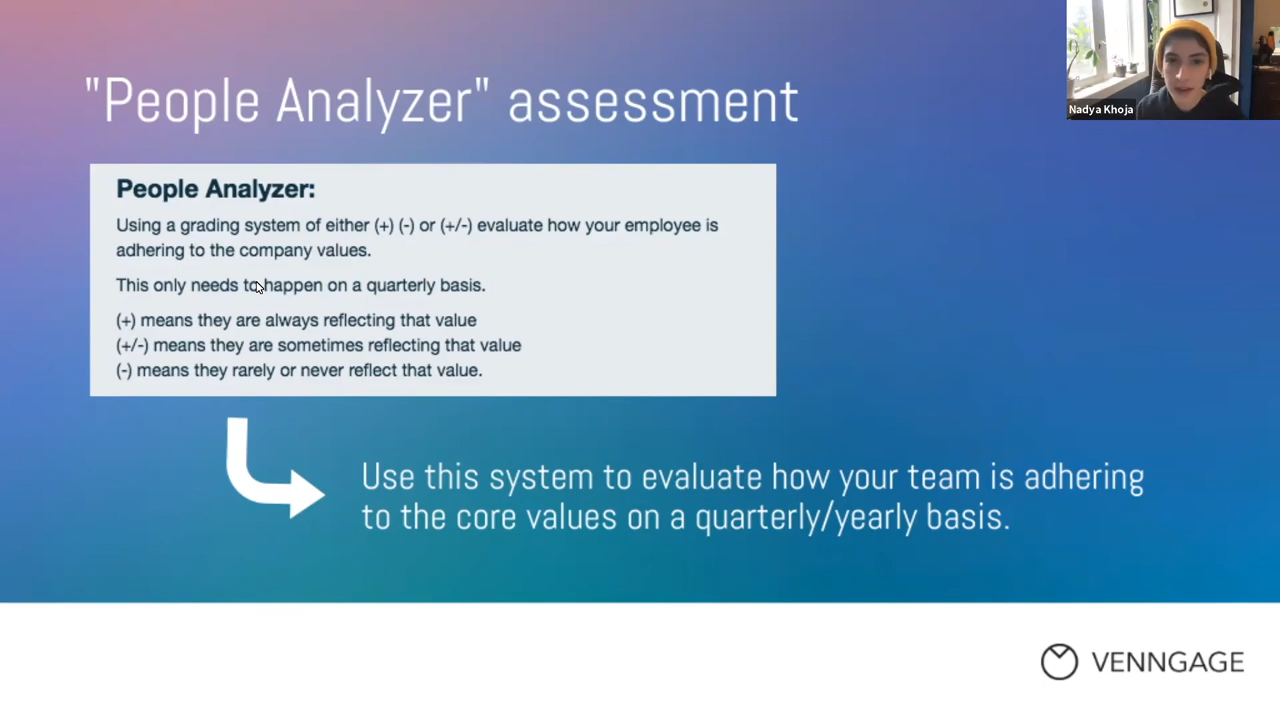 "People Analyzer" assessment
Nadya Khoja
People Analyzer:
Using a grading system of either (+) (-) or (+/-) evaluate how your employee is
adhering to the company values.
This only needs to happen on a quarterly basis.
(+) means they are always reflecting that value
(+/-) means they are sometimes reflecting that value
(-) means they rarely or never reflect that value.
Use this system to evaluate how your team is adhering
to the core values on a quarterly/yearly basis.
VENNGAGE